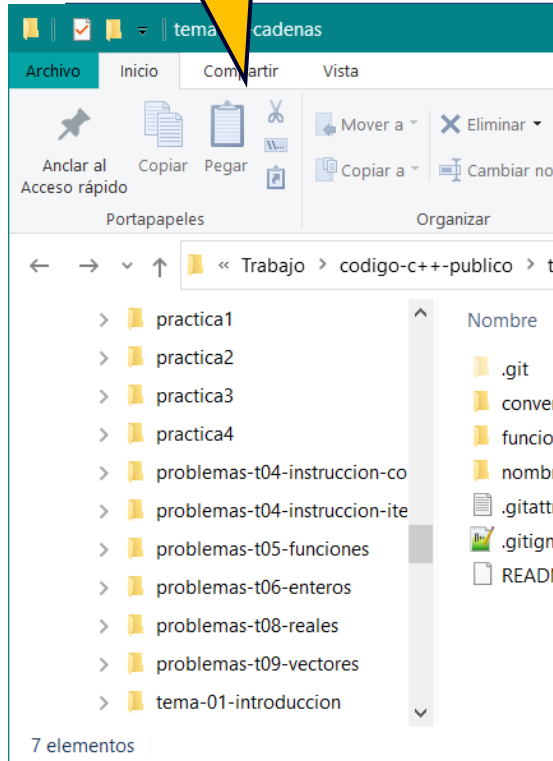 tema cadenas
Archivo Inicio Compartir Vista
Mover a Eliminar
Anclar al Acceso rápido Copiar Pegar Copiar a Cambiar no
Portapapeles Organizar
« Trabajo > codigo-c++-publico > t
practica1
practica2
practica3
practica4
problemas-t04-instruccion-co
problemas-t04-instruccion-ite
problemas-t05-funciones
problemas-t06-enteros
problemas-t08-reales
problemas-t09-vectores
tema-01-introduccion
Nombre
.git
conver
funcio
nombr
.gitattr
.gitign
READM
7 elementos